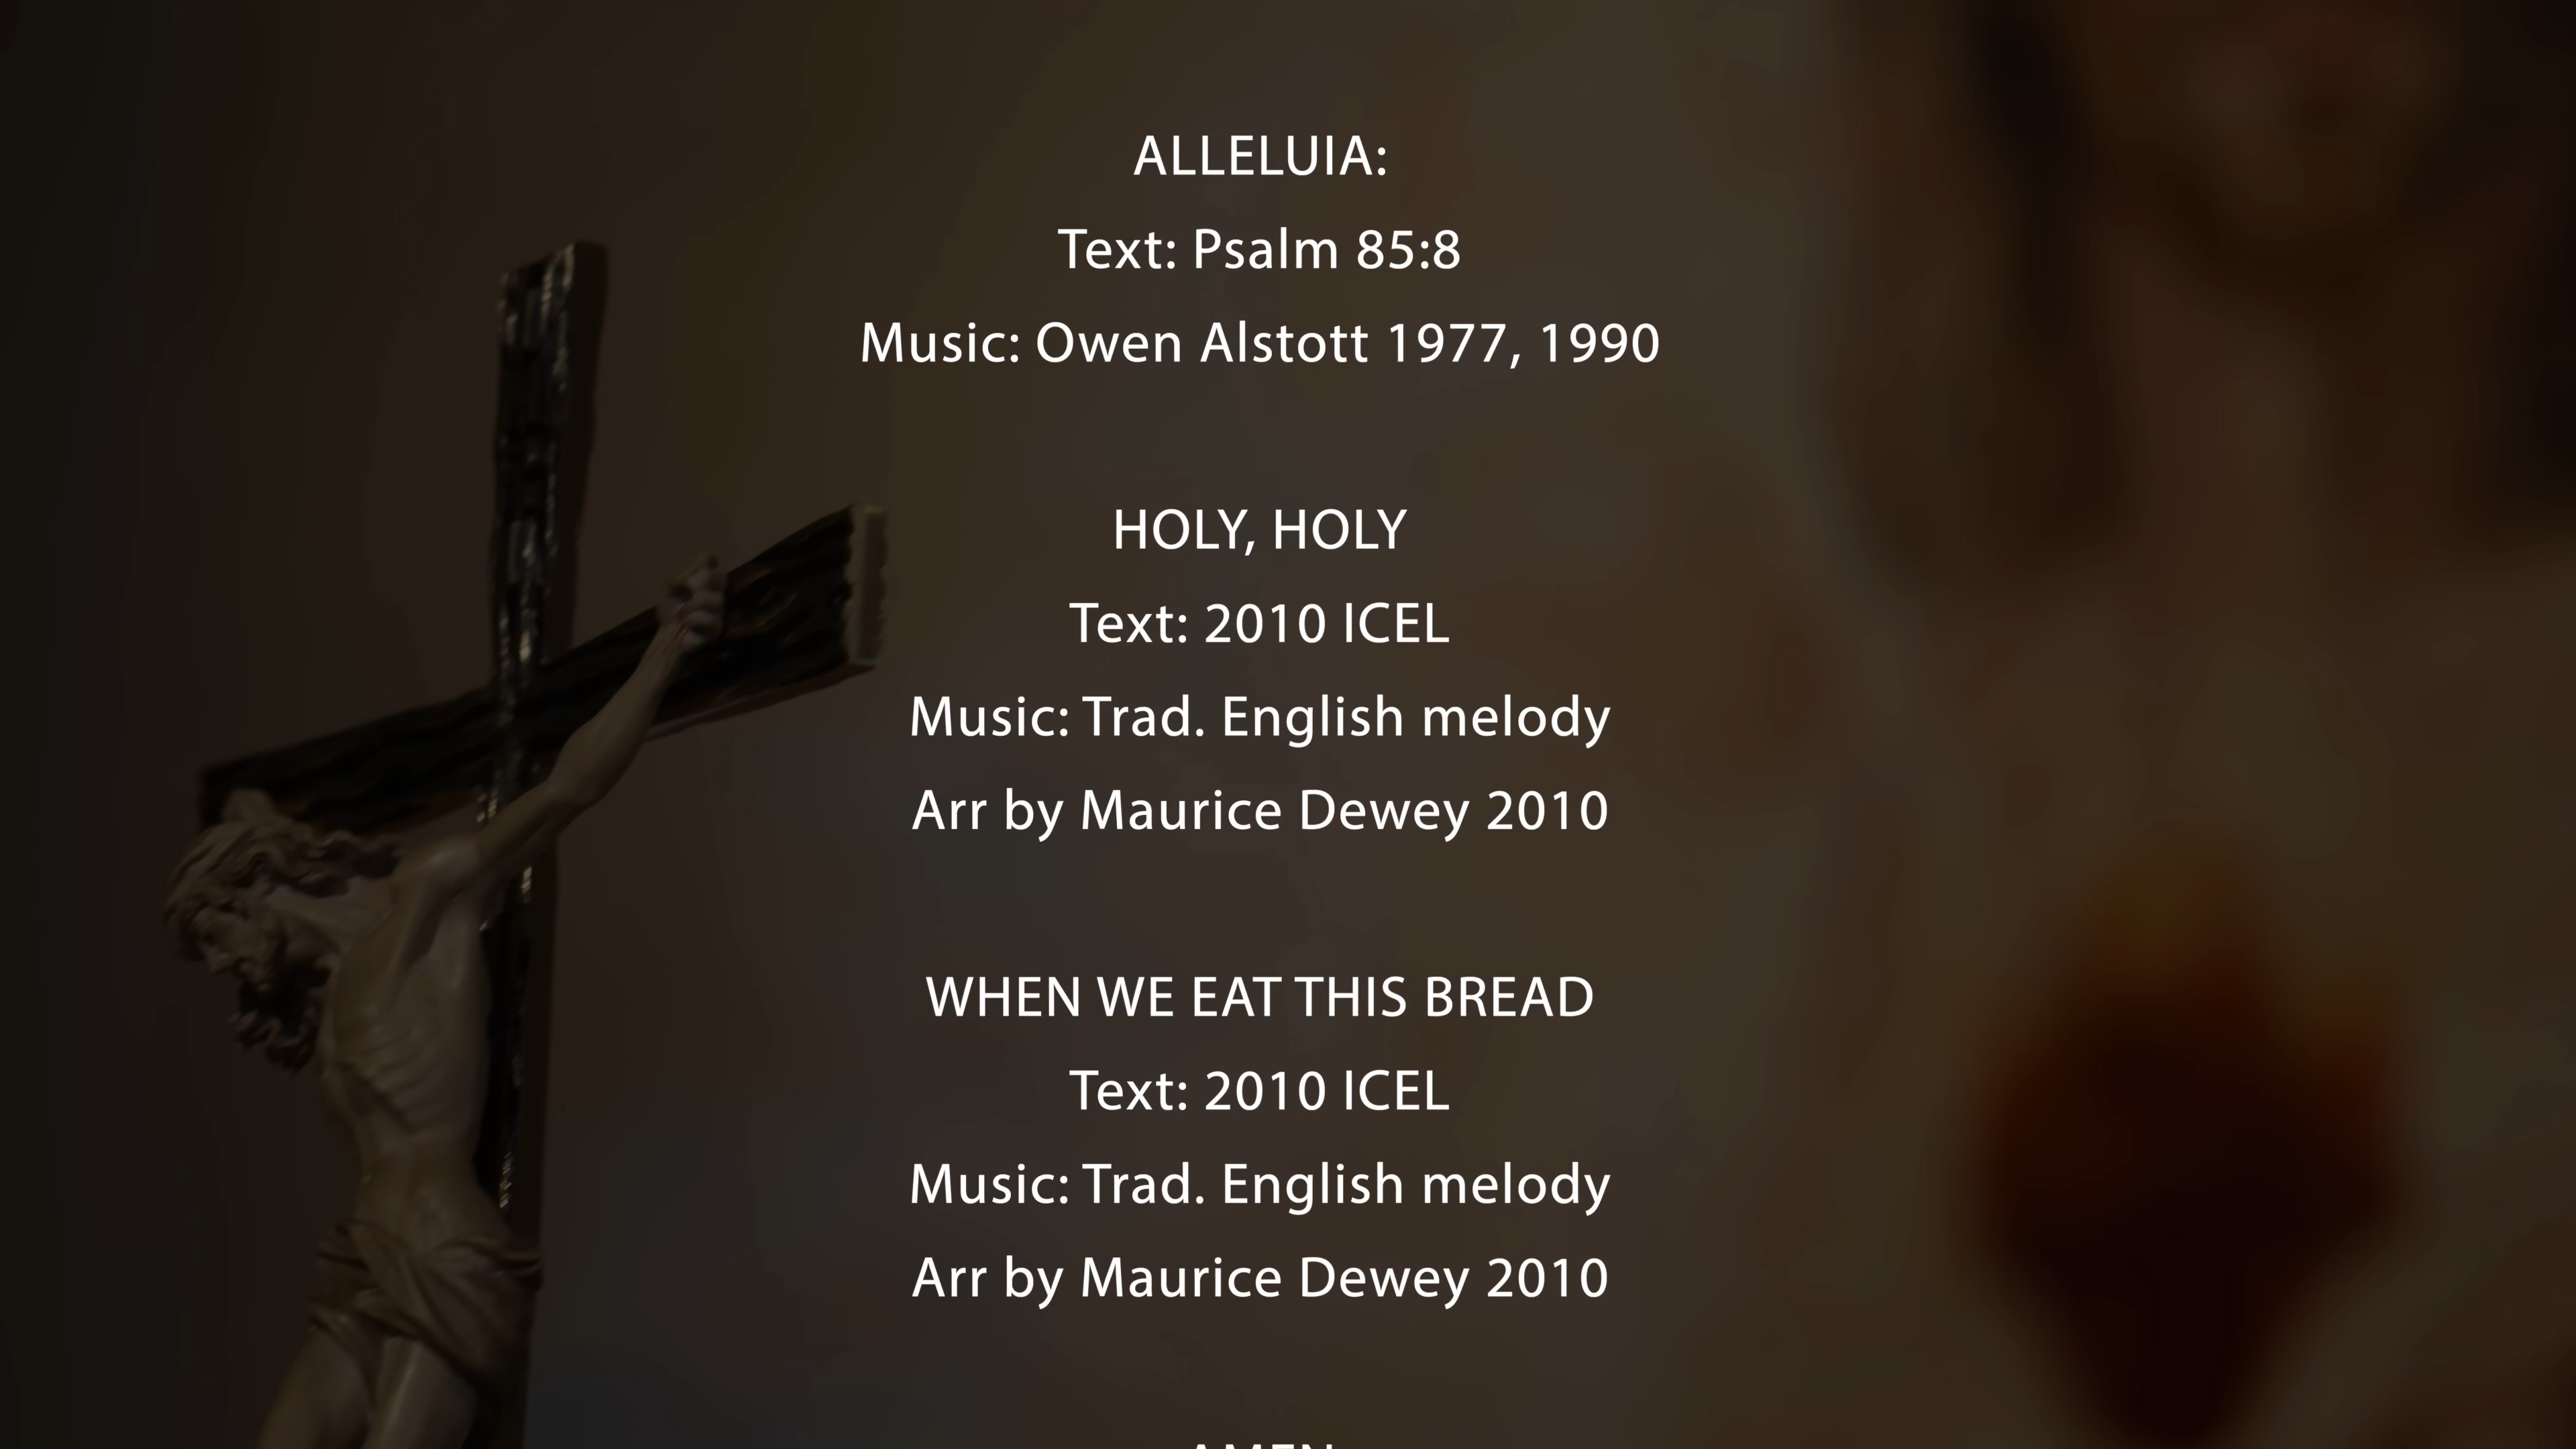 ALLELUIA:
Text: Psalm 85:8
Music: Owen Alstott 1977, 1990
HOLY, HOLY
Text: 2010 ICEL
Music: Trad. English melody
Arr by Maurice Dewey 2010
WHEN WE EAT THIS BREAD
Text: 2010 ICEL
Music: Trad. English melody
Arr by Maurice Dewey 2010
AMEN